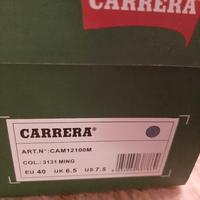 CARRERA
CARRERA®
ART.N°: CAM12100M
COL.: 3131 MING
EU 40 UK 6.5 US 7.5